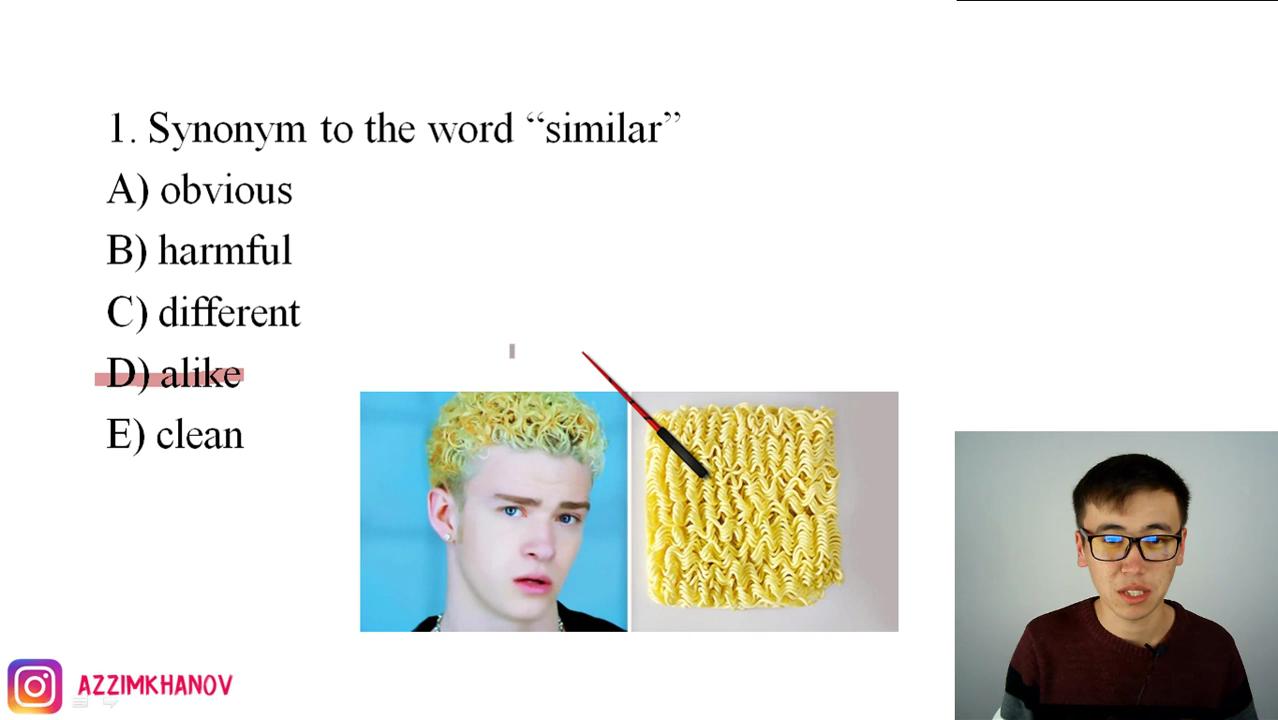 1. Synonym to the word “similar”
A) obvious
B) harmful
C) different
D) alike
E) clean
AZZIMKHANOV